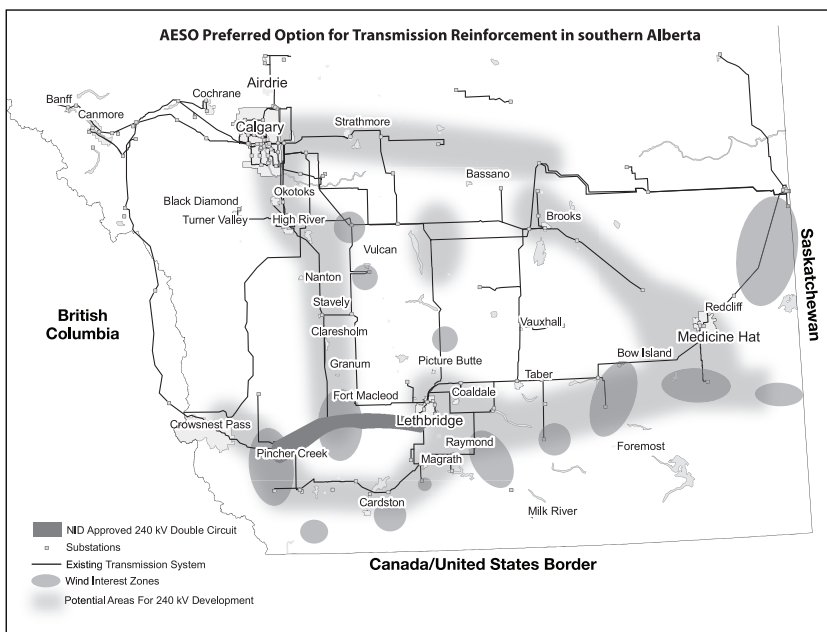 AESO Preferred Option for Transmission Reinforcement in southern Alberta
Airdrie
Cochrane
Banff
Canmore
Calgary
Strathmore
Bassano
Okotoks
Black Diamond
High River
Turner Valley
Brooks
Vulcan
Nanton
Saskatchewan
Stavely
British
Columbia
Redcliff
Claresholm
Vauxhall
Medicine Hat
Granum
Picture Butte
Bow Island
Taber
Fort Macleod
Coaldale
Lethbridge
Crowsnest Pass
Raymond
Foremost
Pincher Creek
Magrath
Cardston
Milk River
NID Approved 240 kV Double Circuit
Substations
Existing Transmission System
Wind Interest Zones
Potential Areas For 240 kV Development
Canada/United States Border